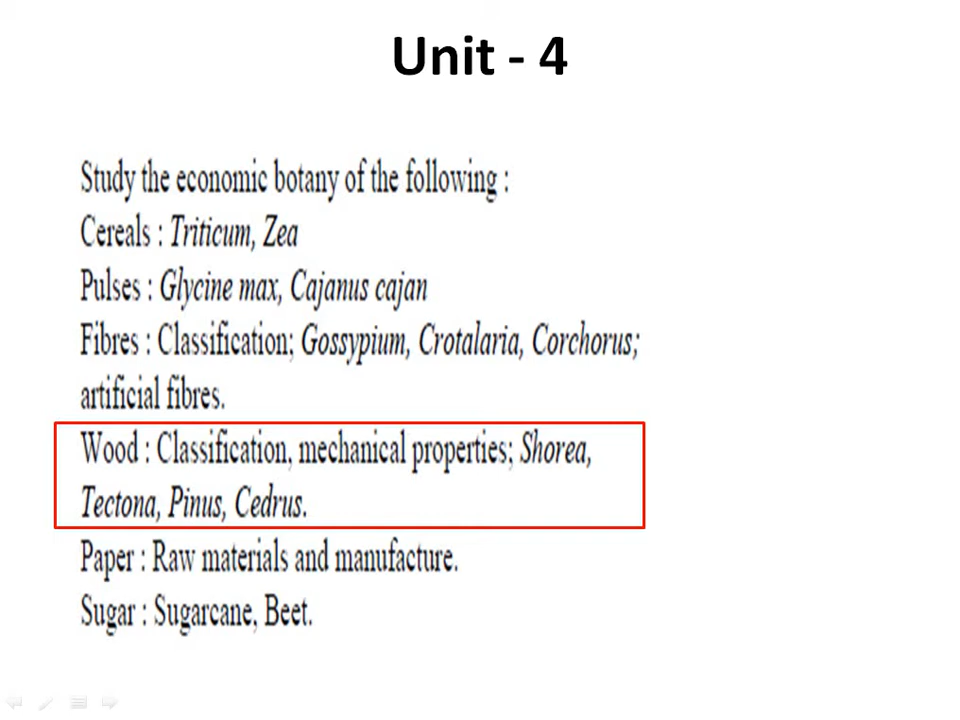 Unit - 4
Study the economic botany of the following :
Cereals : Triticum, Zea
Pulses : Glycine max, Cajanus cajan
Fibres : Classification; Gossypium, Crotalaria, Corchorus;
artificial fibres.
Wood : Classification, mechanical properties; Shorea,
Tectona, Pinus, Cedrus.
Paper : Raw materials and manufacture.
Sugar : Sugarcane, Beet.